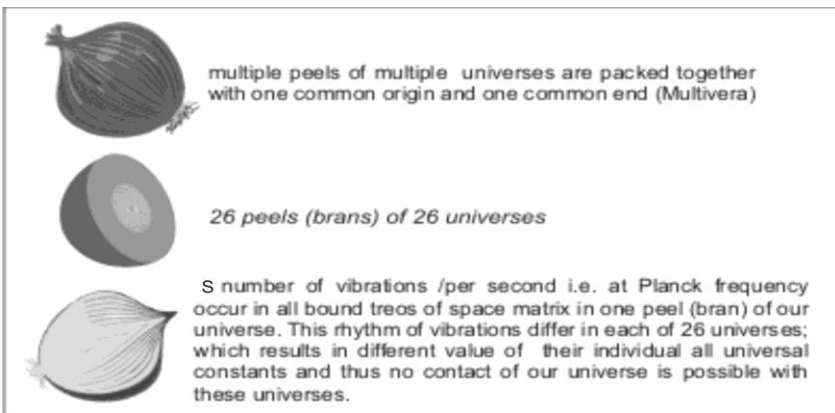 multiple peels of multiple universes are packed together
with one common origin and one common end (Multivera)
26 peels (brans) of 26 universes
S number of vibrations /per second i.e. at Planck frequency
occur in all bound treos of space matrix in one peel (bran) of our
universe. This rhythm of vibrations differ in each of 26 universes;
which results in different value of their individual all universal
constants and thus no contact of our universe is possible with
these universes.